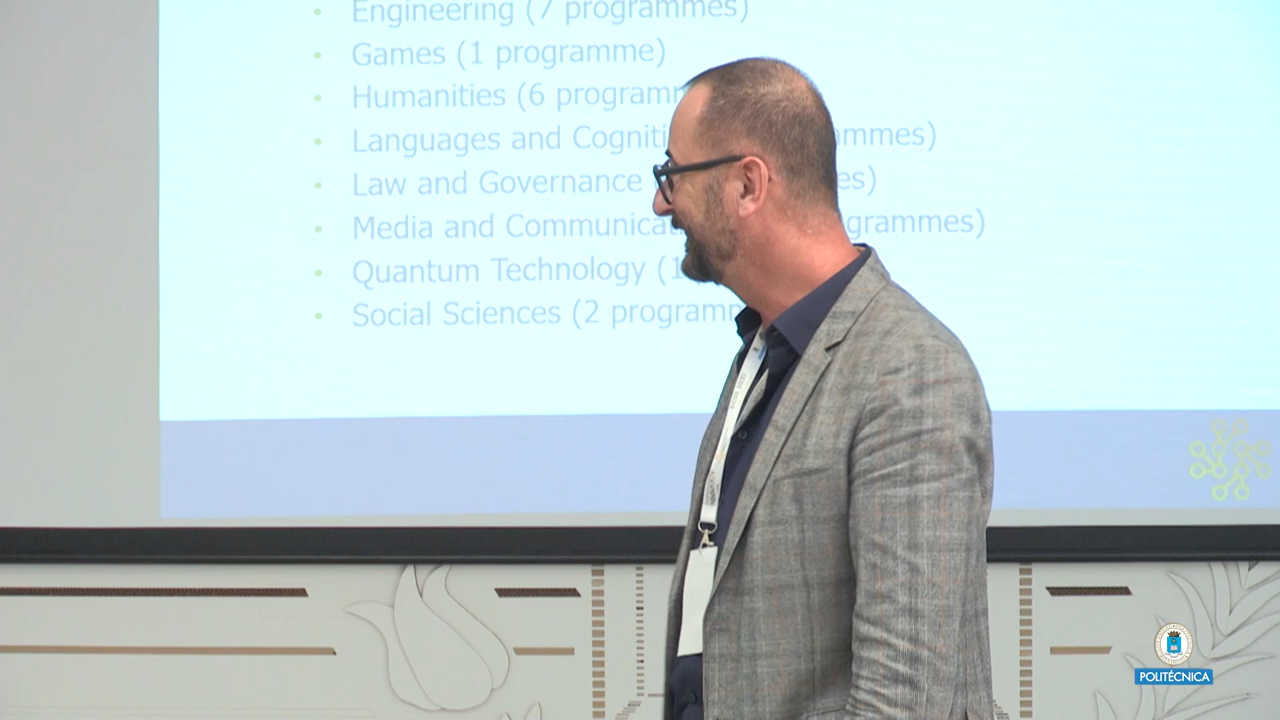 Engineering (7 programmes)
Games (1 programme)
Humanities (6 programm
Languages and Cogniti mmes)
Law and Governance es)
Media and Communicat grammes)
Quantum Technology (1
Social Sciences (2 programm
POLITÉCNICA